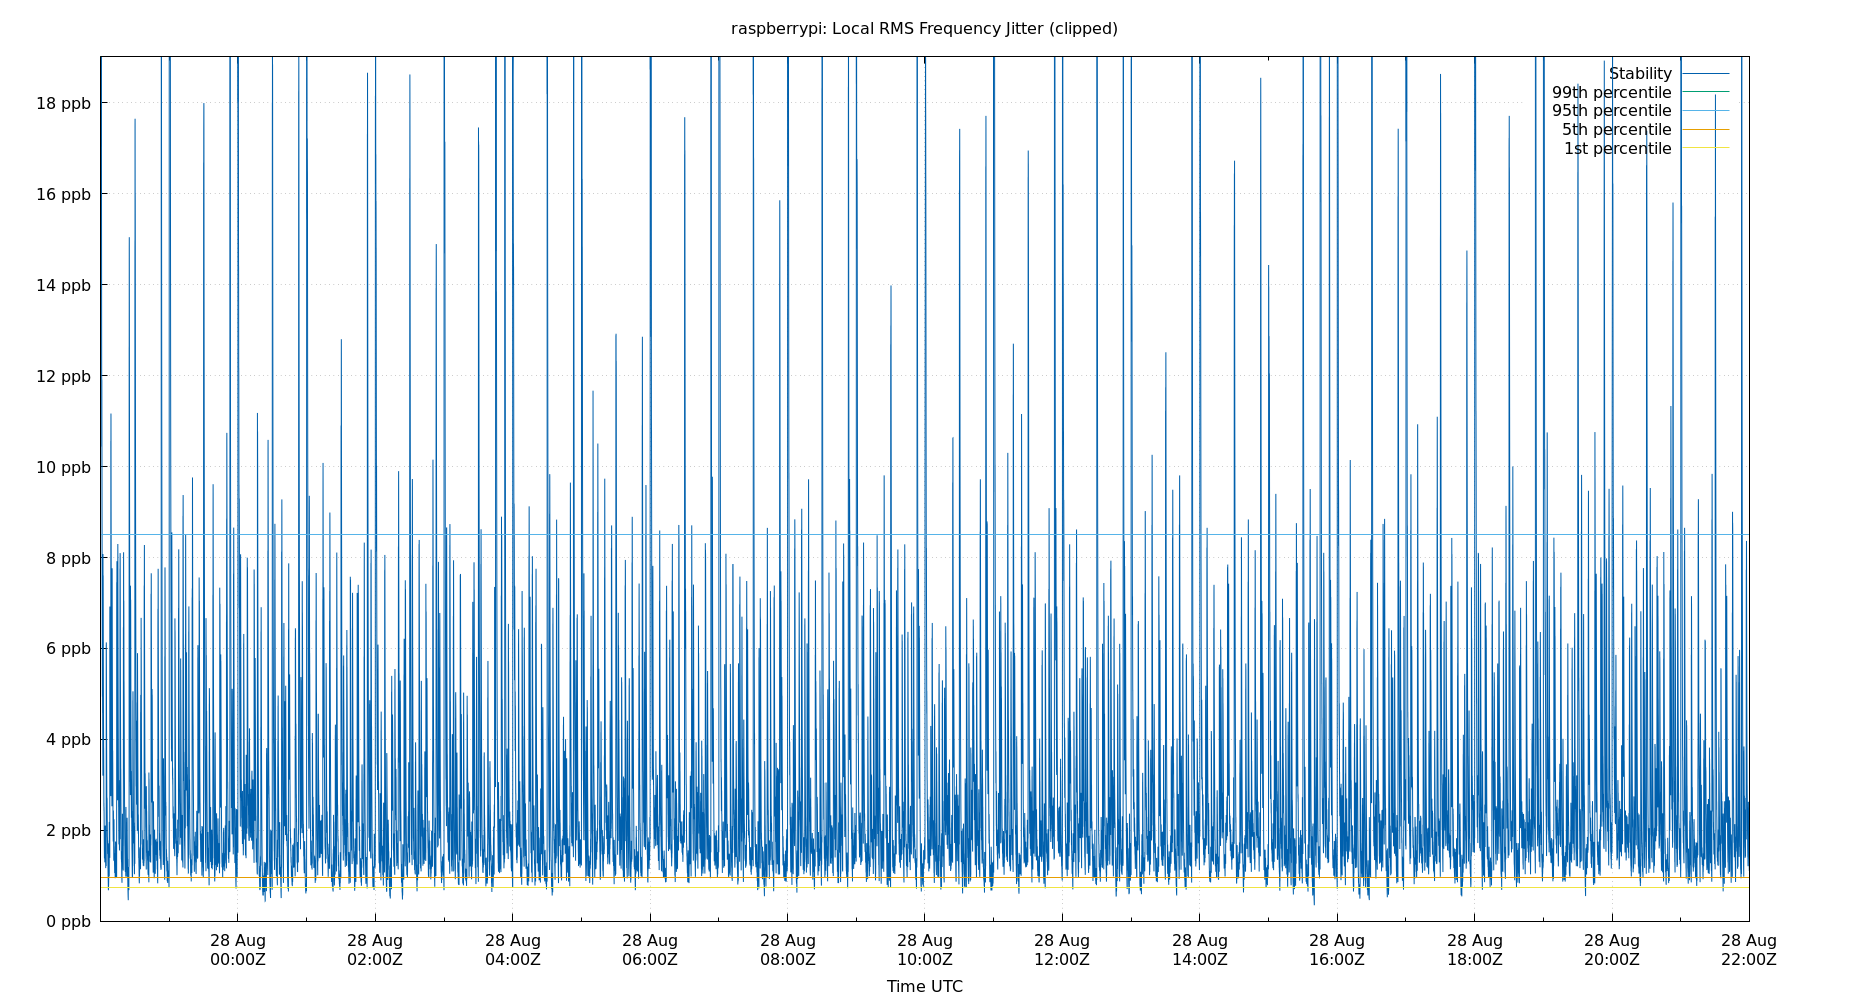 raspberrypi: Local RMS Frequency Jitter (clipped)
Stability
99th percentile
95th percentile
5th percentile
1st percentile
18 ppb
16 ppb
14 ppb
12 ppb
10 ppb
8 ppb
6 ppb
4 ppb
2 ppb
0 ppb
28 Aug 28 Aug 28 Aug 28 Aug 28 Aug 28 Aug 28 Aug 28 Aug 28 Aug 28 Aug 28 Aug 28 Aug
00:00Z 02:00Z 04:00Z 06:00Z 08:00Z 10:00Z 12:00Z 14:00Z 16:00Z 18:00Z 20:00Z 22:00Z
Time UTC